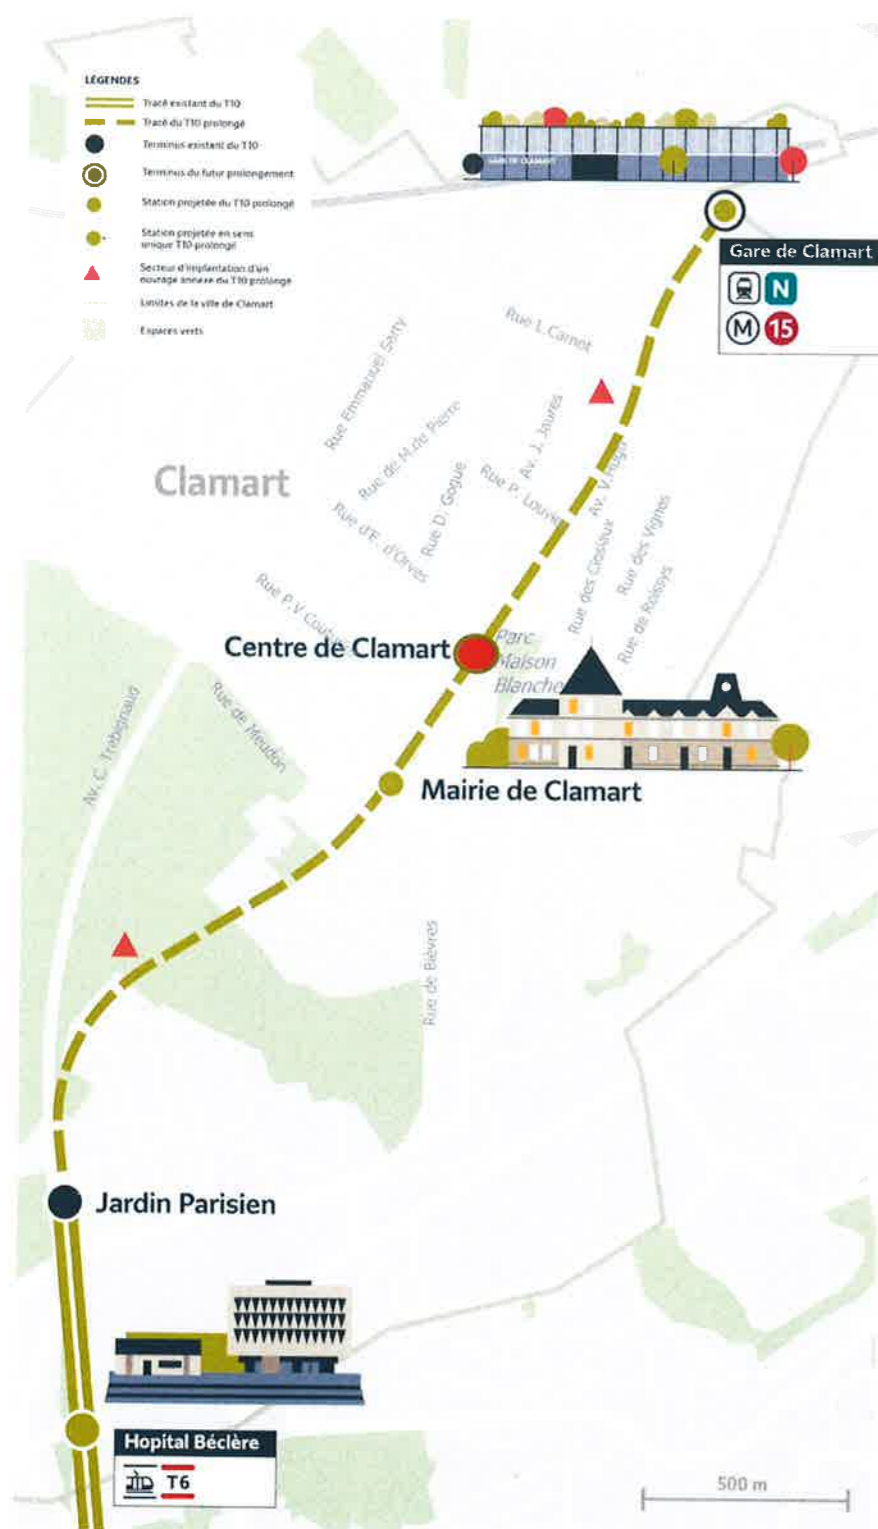 LÉGENDES
Tracé existant du T10
Tracé du T10 prolongé
Terminus existant du T10
Terminus du futur prolongement
Station projetée du T10 prolongé
Station projetée en sens
unique T10 prolongé
Secteur d'implantation d'un
ouvrage annexe du T10 prolongé
Limites de la ville de Clamart
Espaces verts
GARE DE CLAMART
Gare de Clamart
N
M 15
Rue L.Carnot
Rue Emmanuel Sarty
Rue de M.de Pierre
Av. J. Jaurès
Rue D. Gogue
Rue P. Louvier
Av. V.Hugo
Clamart
Rue d'E. d'Orves
Rue des Closiaux
Rue des Vignes
Rue de Roissys
Rue P.V
Centre de Clamart
Parc
Maison
Blanche
Rue de Meudon
Av. C. Trébignaud
Mairie de Clamart
Rue de Bièvres
Jardin Parisien
Hopital Béclère
T6
500 m